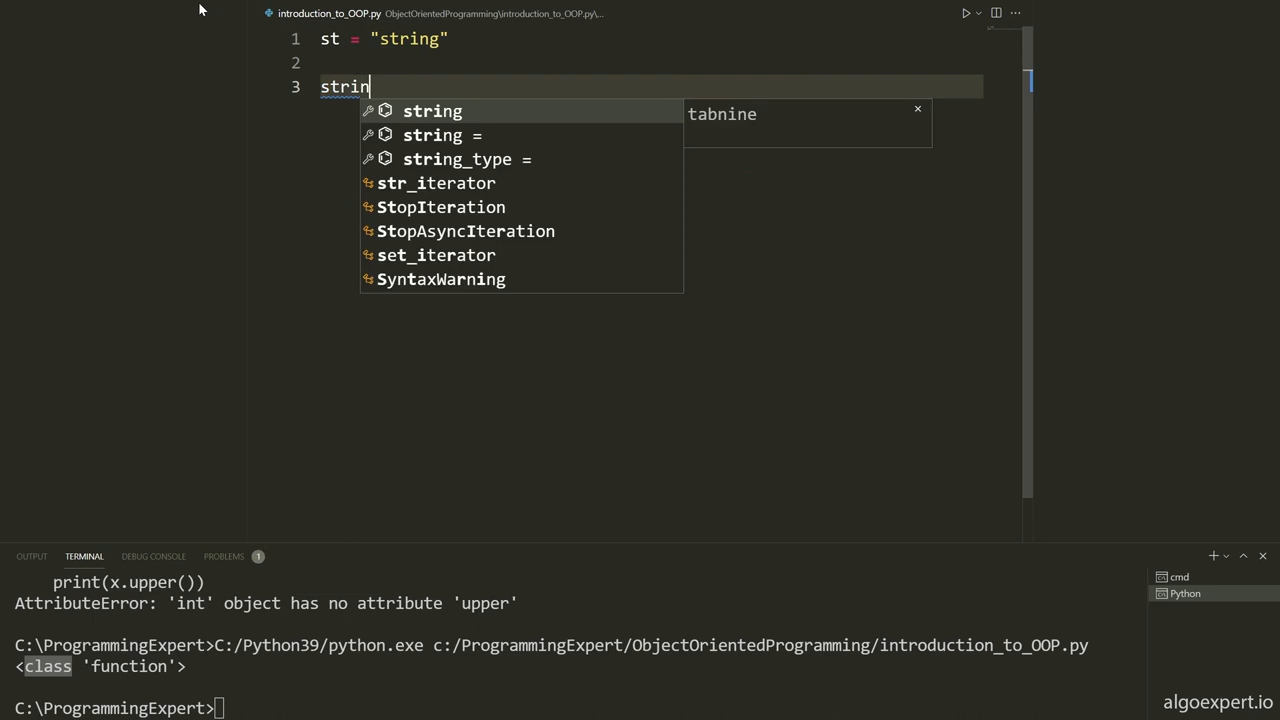 introduction_to_OOP.py ObjectOrientedProgramming\introduction_to_OOP.py\...
1 st = "string"
2
3 strin
string
tabnine
string =
string_type =
str_iterator
StopIteration
StopAsyncIteration
set_iterator
SyntaxWarning
OUTPUT TERMINAL DEBUG CONSOLE PROBLEMS 1
print(x.upper())
AttributeError: 'int' object has no attribute 'upper'
C:\ProgrammingExpert>C:/Python39/python.exe c:/ProgrammingExpert/ObjectOrientedProgramming/introduction_to_OOP.py
<class 'function'>
C:\ProgrammingExpert>
cmd
Python
algoexpert.io